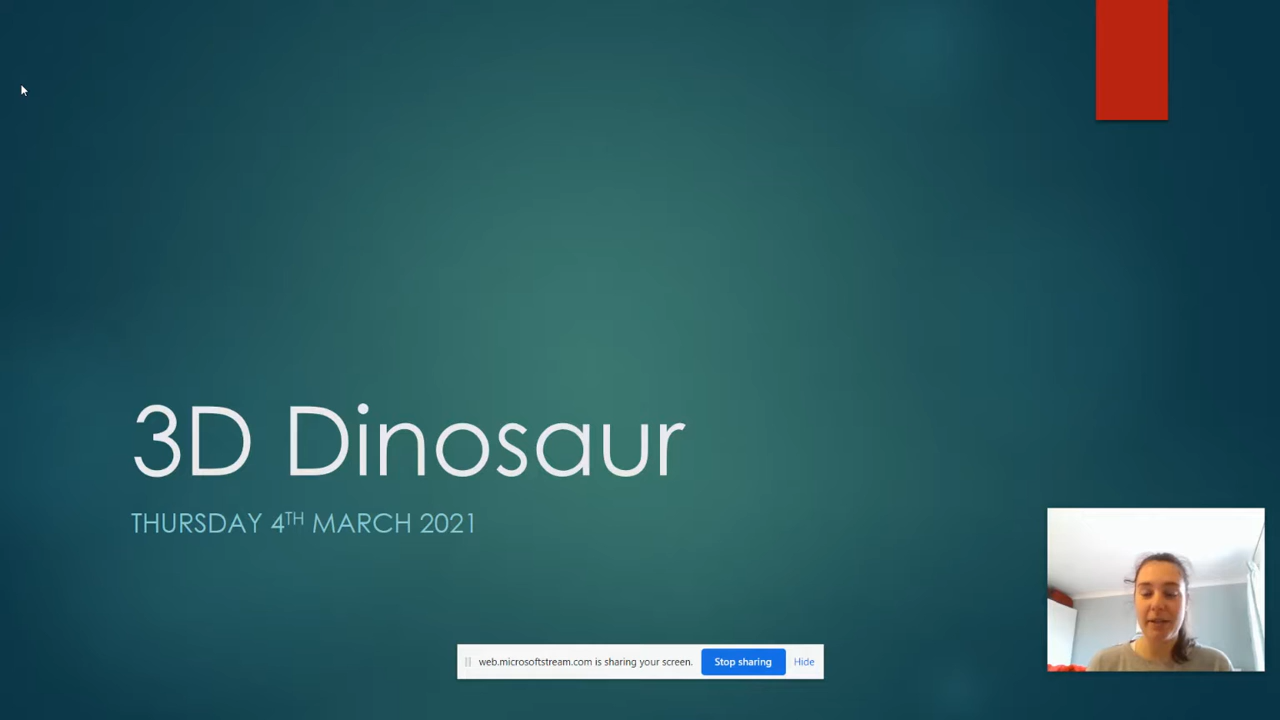 3D Dinosaur
THURSDAY 4TH MARCH 2021
web.microsoftstream.com is sharing your screen. Stop sharing Hide